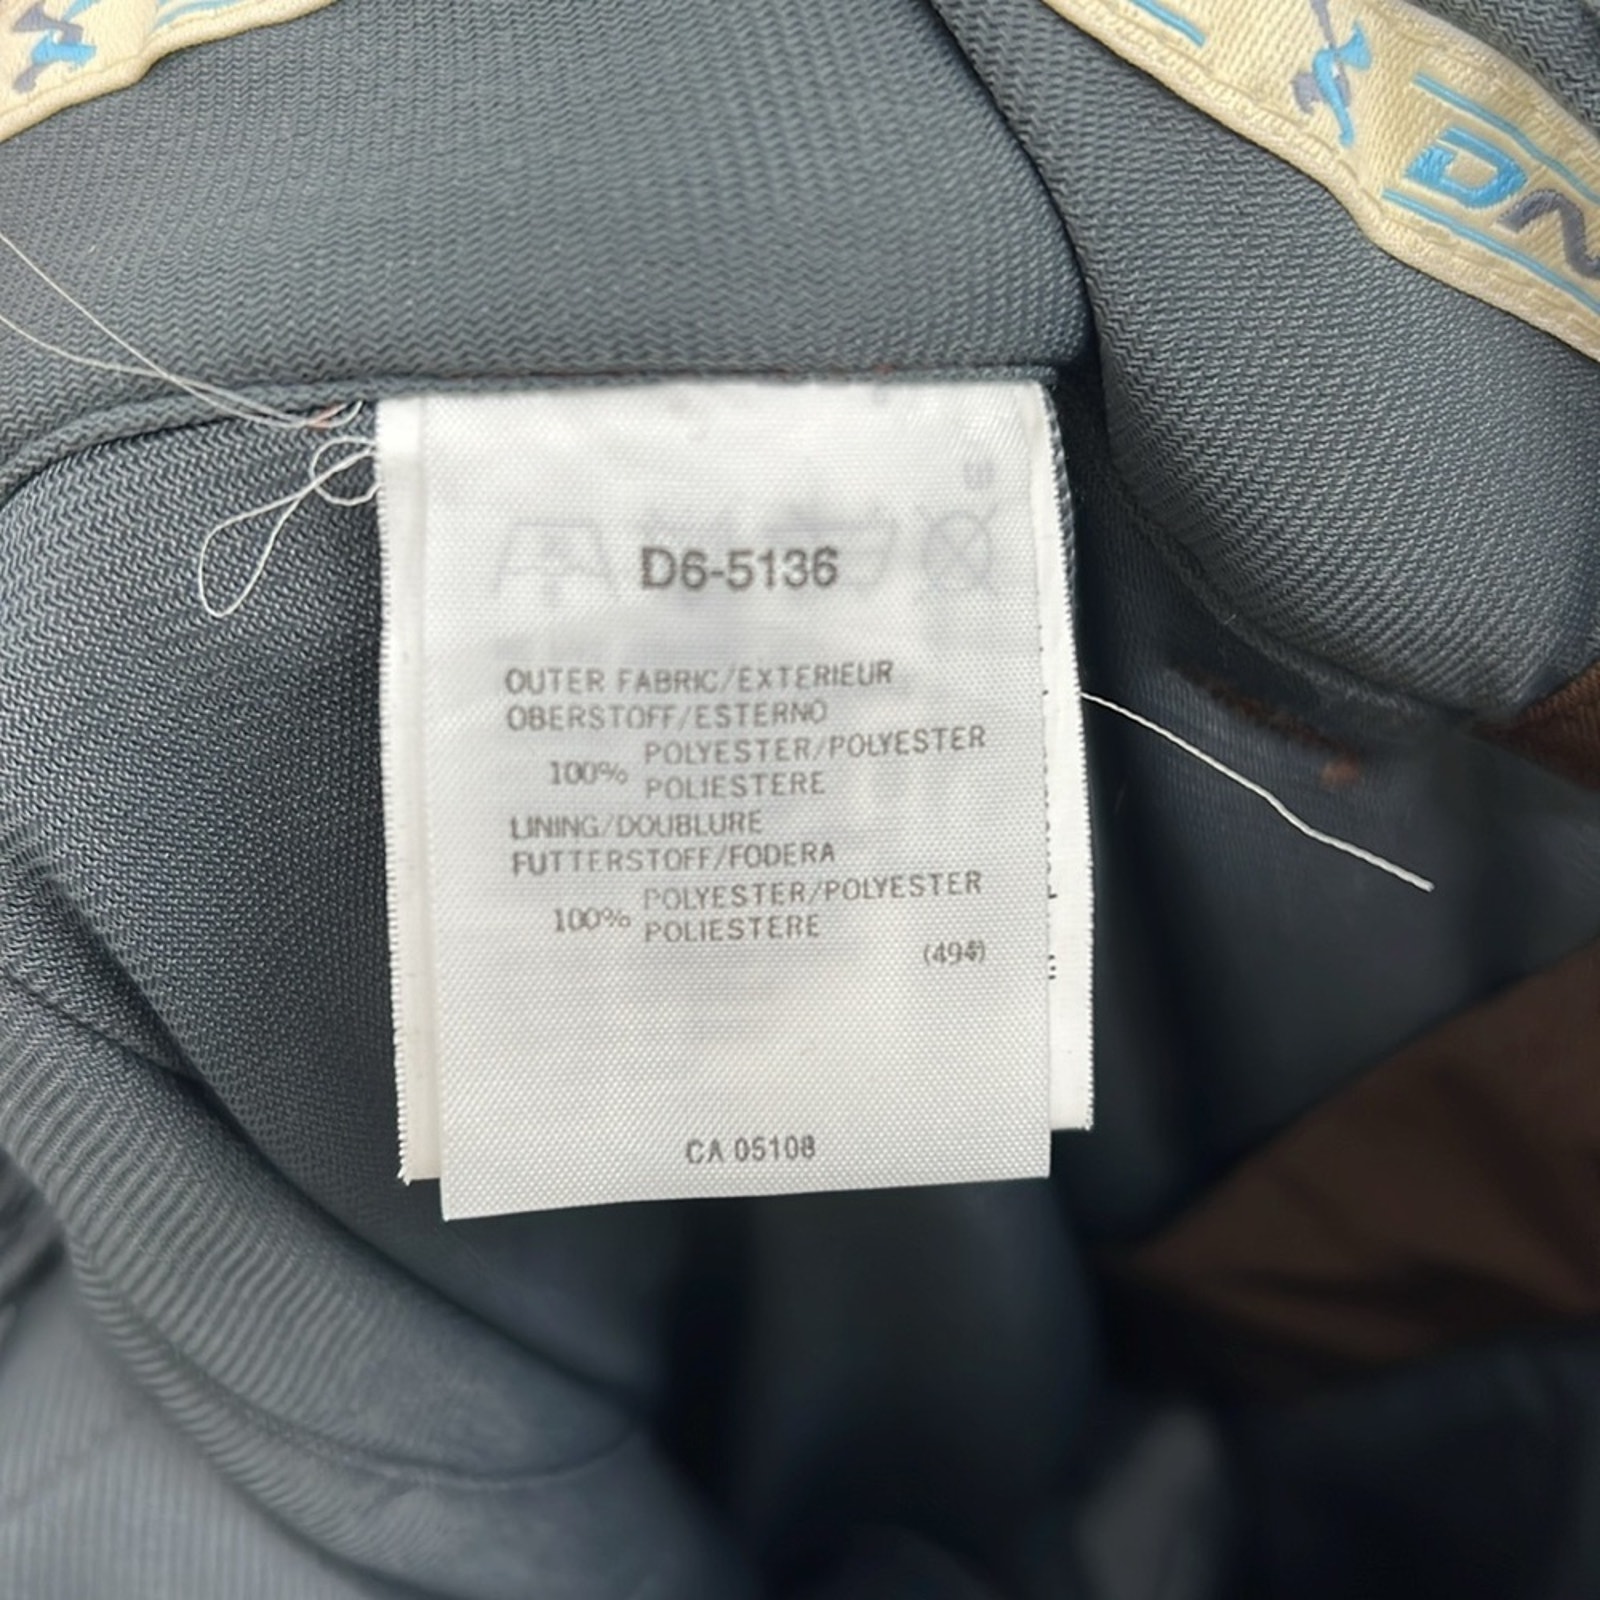 DN
D6-5136
OUTER FABRIC/EXTERIEUR
OBERSTOFF/ESTERNO
100% POLYESTER/POLYESTER
POLIESTERE
LINING/DOUBLURE
FUTTERSTOFF/FODERA
100% POLYESTER/POLYESTER
POLIESTERE
(494)
CA 05108